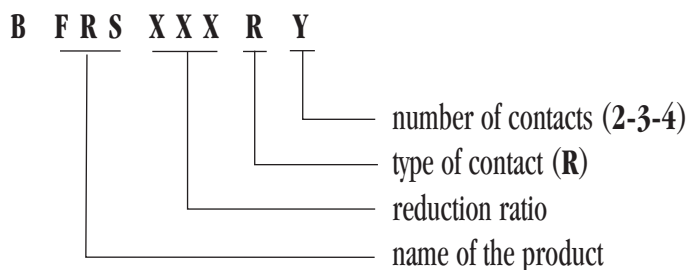 B FRS XXX R Y
number of contacts (2-3-4)
type of contact (R)
reduction ratio
name of the product